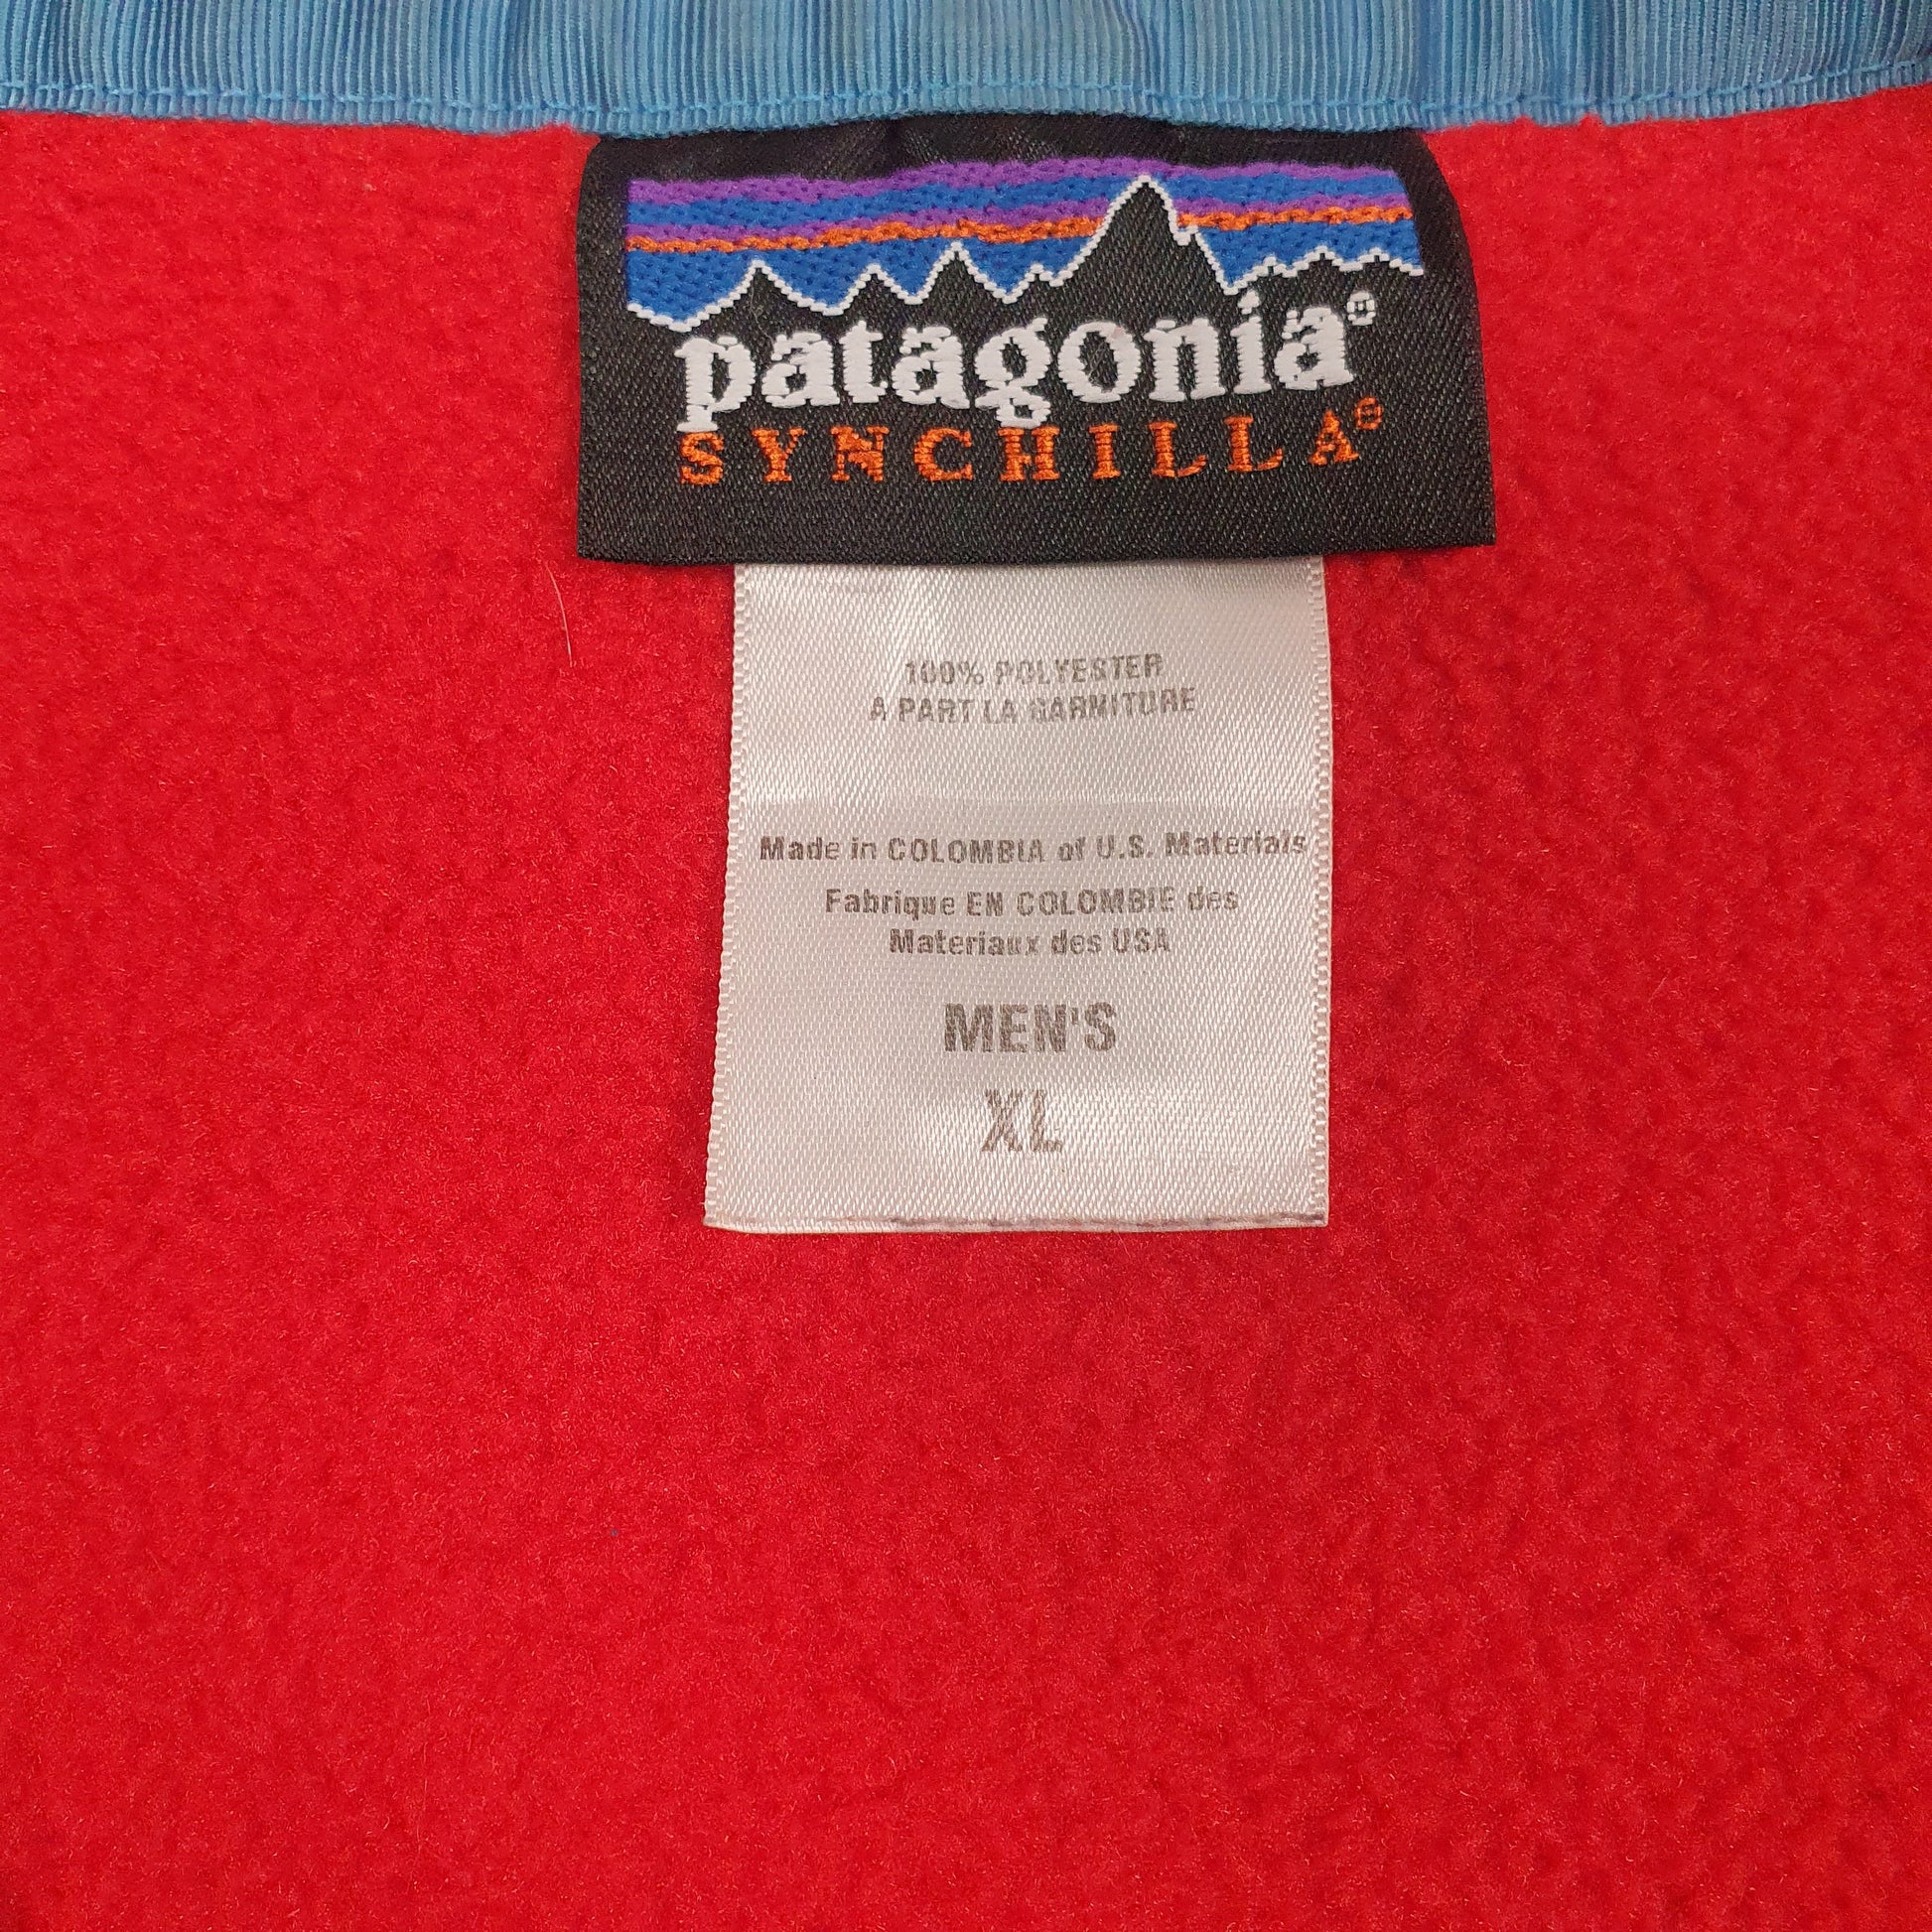 patagonia®
SYNCHILLA®
100% POLYESTER
A PART LA GARNITURE
Made in COLOMBIA of U.S. Materials
Fabrique EN COLOMBIE des
Materiaux des USA
MEN'S
XL